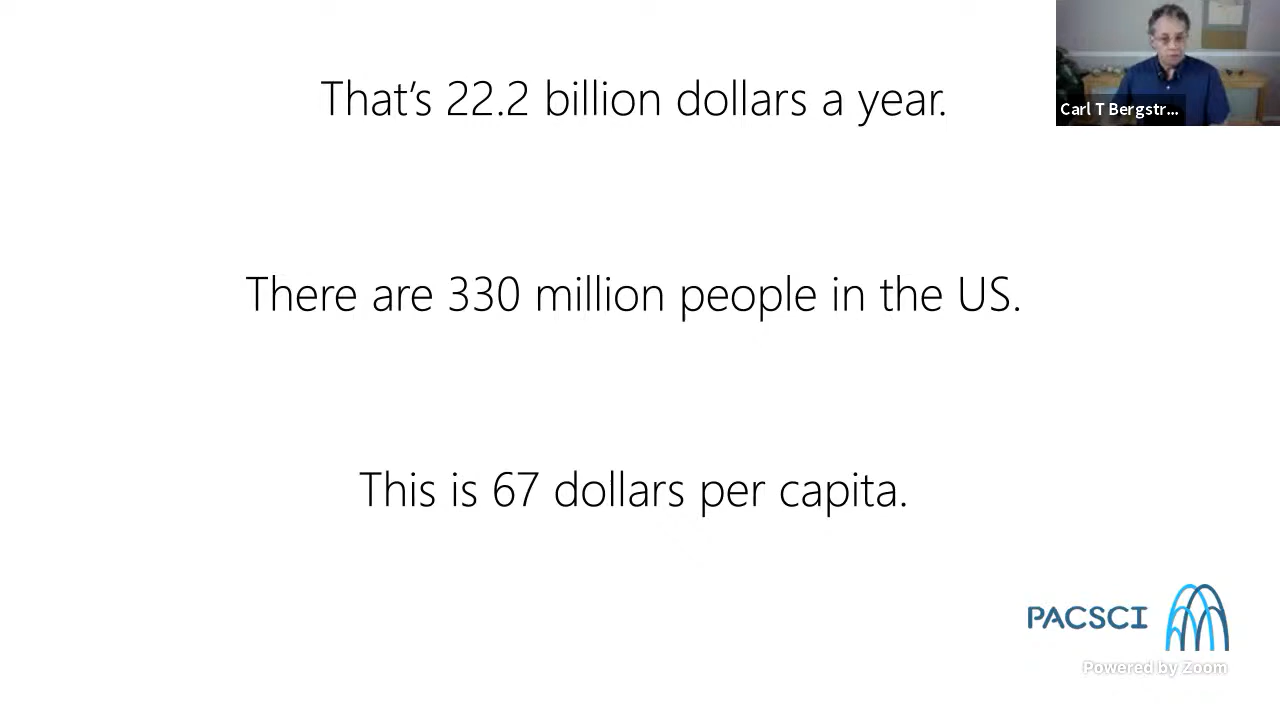 That's 22.2 billion dollars a year.
Carl T Bergstr...
There are 330 million people in the US.
This is 67 dollars per capita.
PACSCI
Powered by Zoom